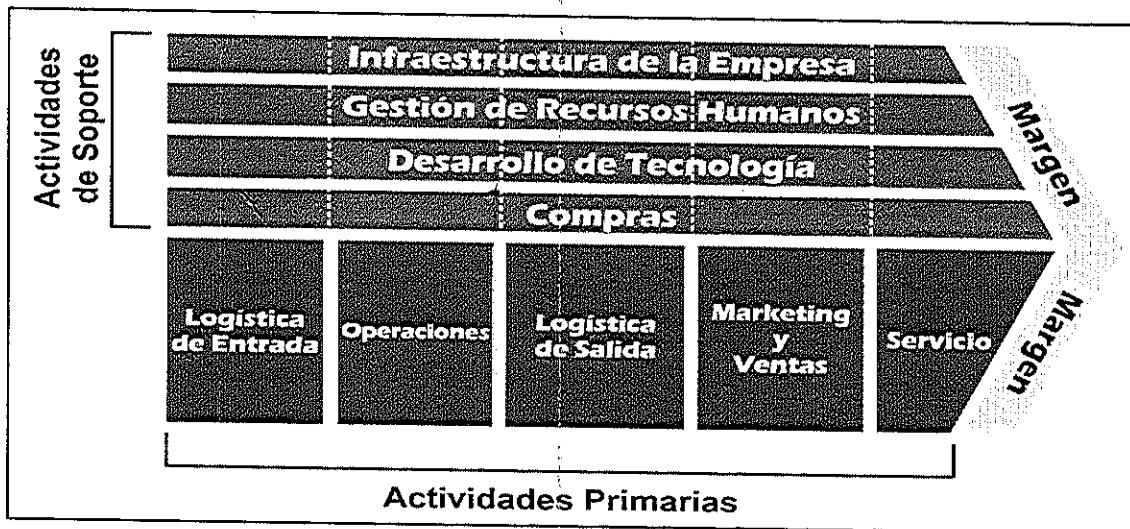 Actividades
de Soporte
Infraestructura de la Empresa
Gestión de Recursos Humanos
Desarrollo de Tecnología
Compras
Margen
Logística
de Entrada
Operaciones
Logística
de Salida
Marketing
y
Ventas
Servicio
Margen
Actividades Primarias